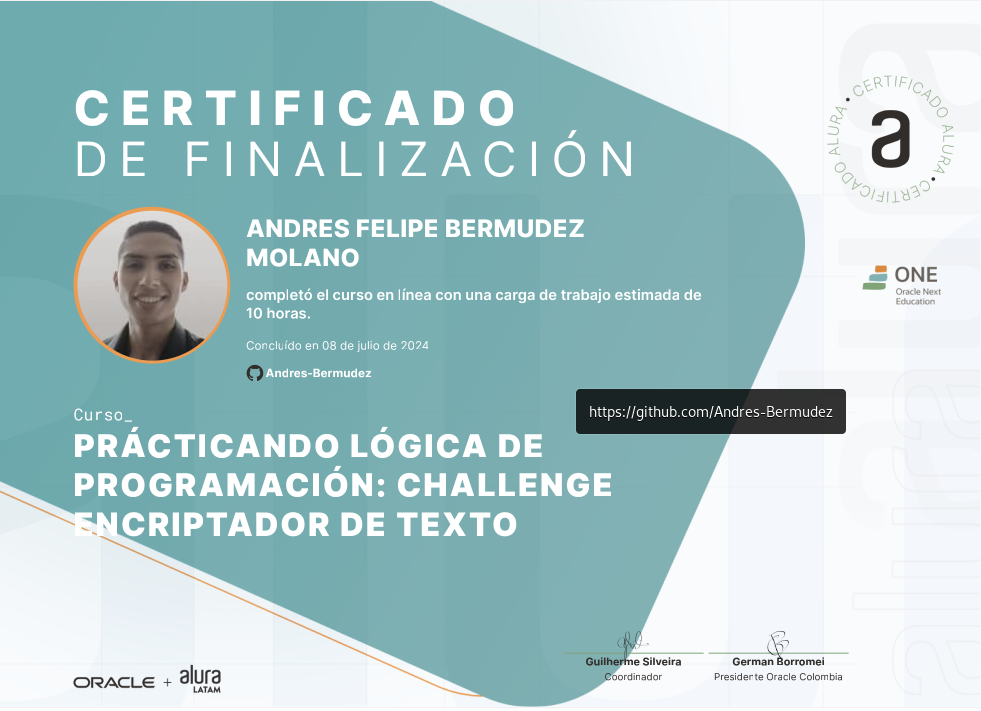 CERTIFICADO
DE FINALIZACIÓN
CERTIFICADO ALURA • CERTIFICADO ALURA •
a
ANDRES FELIPE BERMUDEZ
MOLANO
completó el curso en línea con una carga de trabajo estimada de
10 horas.
Concluído en 08 de julio de 2024
Andres-Bermudez
ONE
Oracle Next
Education
https://github.com/Andres-Bermudez
Curso_
PRÁCTICANDO LÓGICA DE
PROGRAMACIÓN: CHALLENGE
ENCRIPTADOR DE TEXTO
Guilherme Silveira
Coordinador
German Borromei
Presidente Oracle Colombia
ORACLE + alura
LATAM
alura